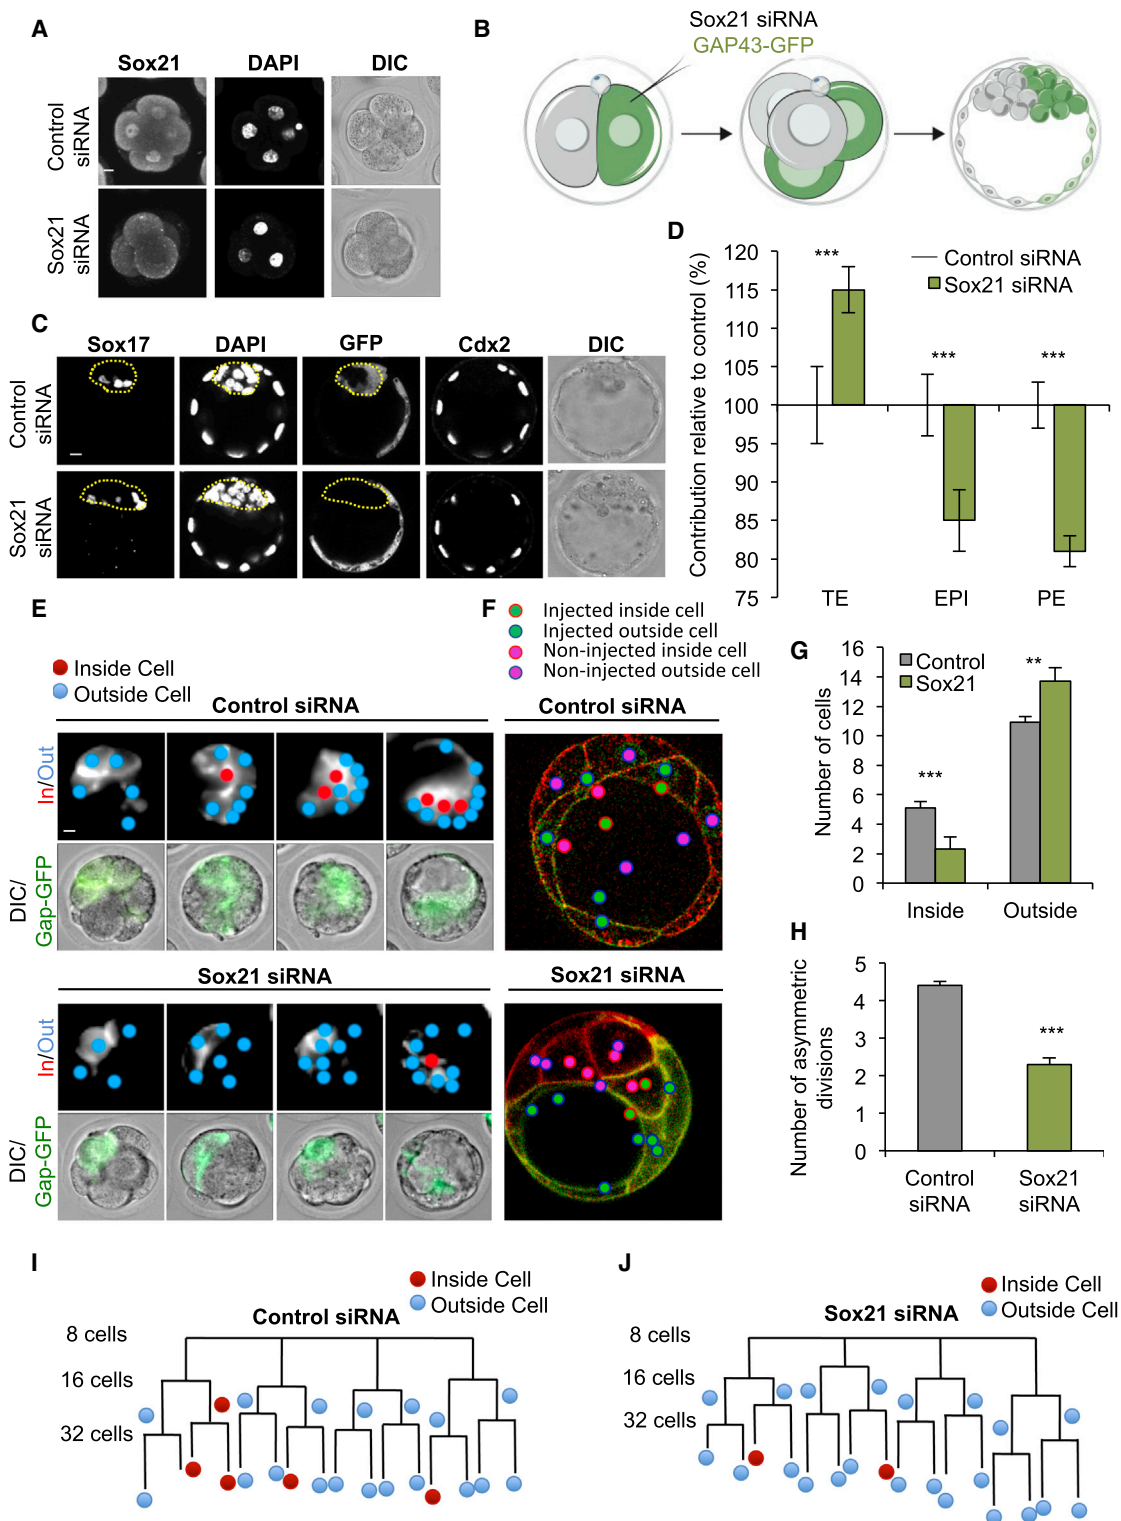 A
Sox21 DAPI DIC
Control siRNA
Sox21 siRNA
B
Sox21 siRNA
GAP43-GFP
C
Sox17 DAPI GFP Cdx2 DIC
Control siRNA
Sox21 siRNA
D
Contribution relative to control (%)
120
115
110
105
100
95
90
85
80
75
Control siRNA
Sox21 siRNA
*** *** ***
TE EPI PE
E
Inside Cell
Outside Cell
Control siRNA
In/Out
DIC/
Gap-GFP
Sox21 siRNA
In/Out
DIC/
Gap-GFP
F
Injected inside cell
Injected outside cell
Non-injected inside cell
Non-injected outside cell
Control siRNA
Sox21 siRNA
G
Number of cells
16
14
12
10
8
6
4
2
0
Control
Sox21
*** **
Inside Outside
H
Number of asymmetric
divisions
5
4
3
2
1
0
***
Control siRNA
Sox21 siRNA
I
Inside Cell
Outside Cell
Control siRNA
8 cells
16 cells
32 cells
J
Inside Cell
Outside Cell
Sox21 siRNA
8 cells
16 cells
32 cells